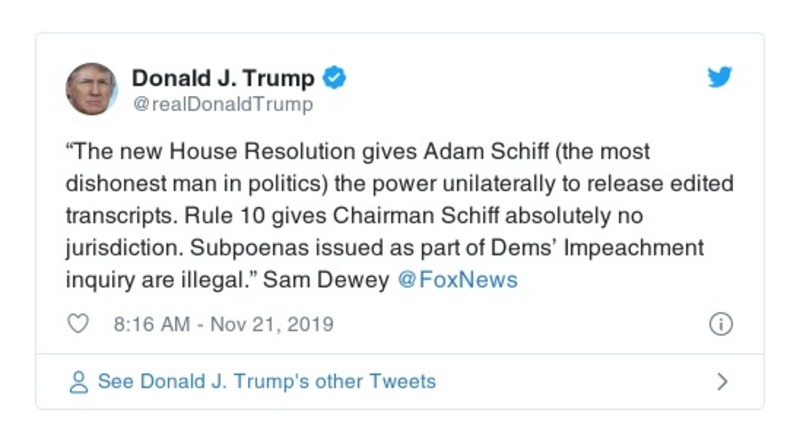 Donald J. Trump
@realDonaldTrump
“The new House Resolution gives Adam Schiff (the most
dishonest man in politics) the power unilaterally to release edited
transcripts. Rule 10 gives Chairman Schiff absolutely no
jurisdiction. Subpoenas issued as part of Dems’ Impeachment
inquiry are illegal.” Sam Dewey @FoxNews
8:16 AM - Nov 21, 2019
See Donald J. Trump's other Tweets